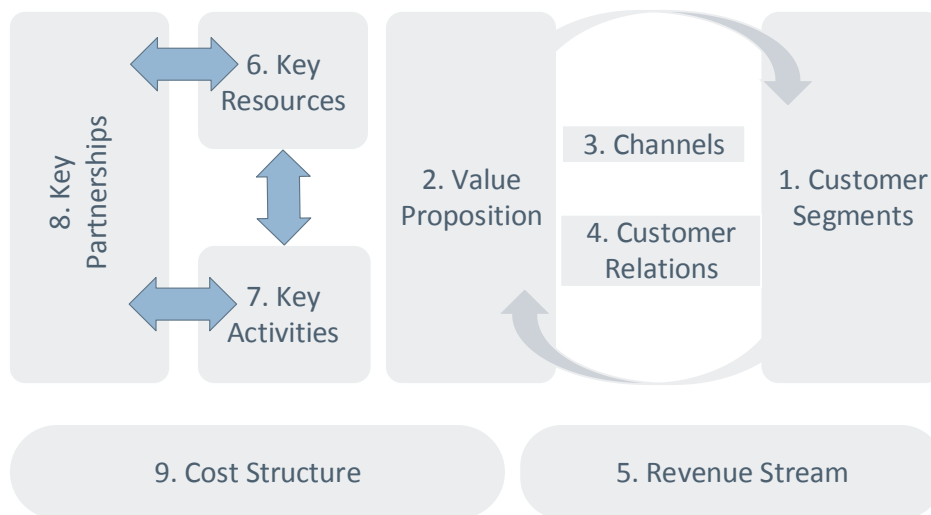 8. Key
Partnerships
6. Key
Resources
7. Key
Activities
2. Value
Proposition
3. Channels
4. Customer
Relations
1. Customer
Segments
9. Cost Structure
5. Revenue Stream